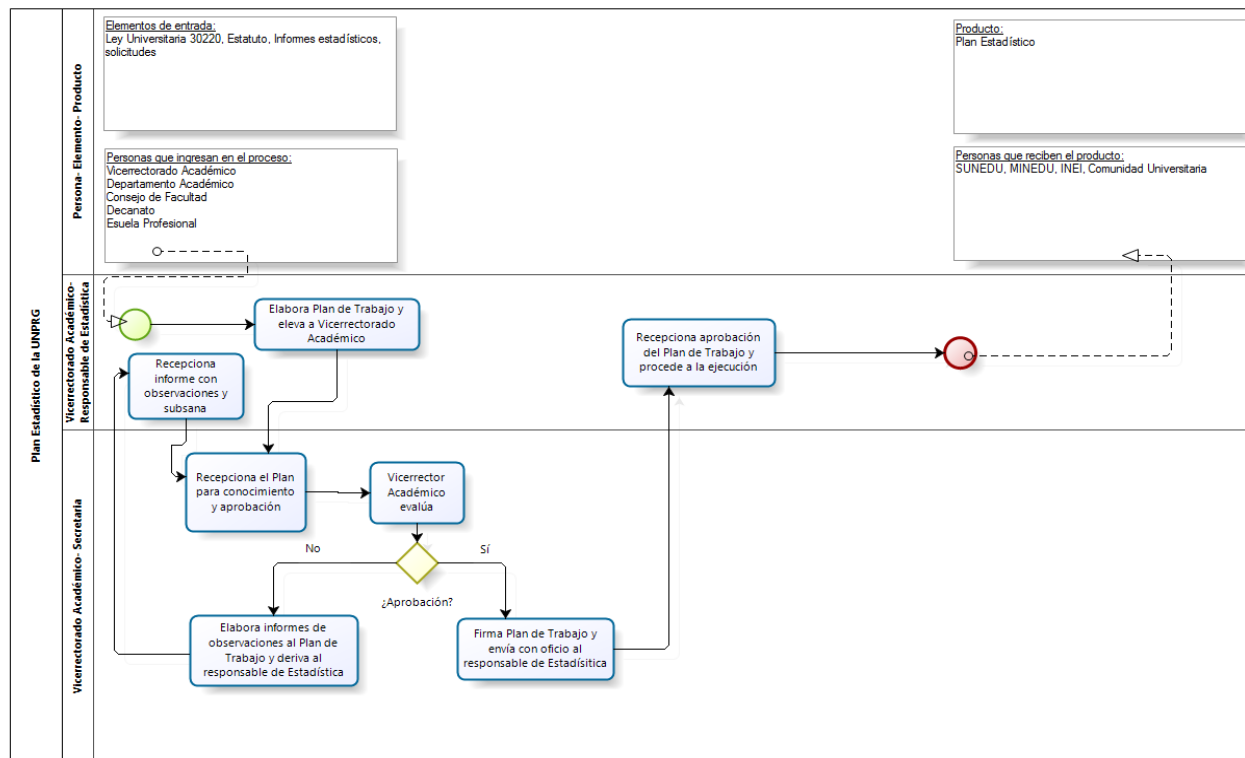 Plan Estadístico de la UNPRG
Persona- Elemento- Producto
Elementos de entrada:
Ley Universitaria 30220, Estatuto, Informes estadísticos,
solicitudes
Producto:
Plan Estadístico
Personas que ingresan en el proceso:
Vicerrectorado Académico
Departamento Académico
Consejo de Facultad
Decanato
Esuela Profesional
Personas que reciben el producto:
SUNEDU, MINEDU, INEI, Comunidad Universitaria
Vicerrectorado Académico-
Responsable de Estadística
Elabora Plan de Trabajo y
eleva a Vicerrectorado
Académico
Recepciona
informe con
observaciones y
subsana
Recepciona aprobación
del Plan de Trabajo y
procede a la ejecución
Vicerrectorado Académico- Secretaria
Recepciona el Plan
para conocimiento
y aprobación
Vicerrector
Académico
evalúa
No
Sí
¿Aprobación?
Elabora informes de
observaciones al Plan de
Trabajo y deriva al
responsable de Estadística
Firma Plan de Trabajo y
envía con oficio al
responsable de Estadísitica